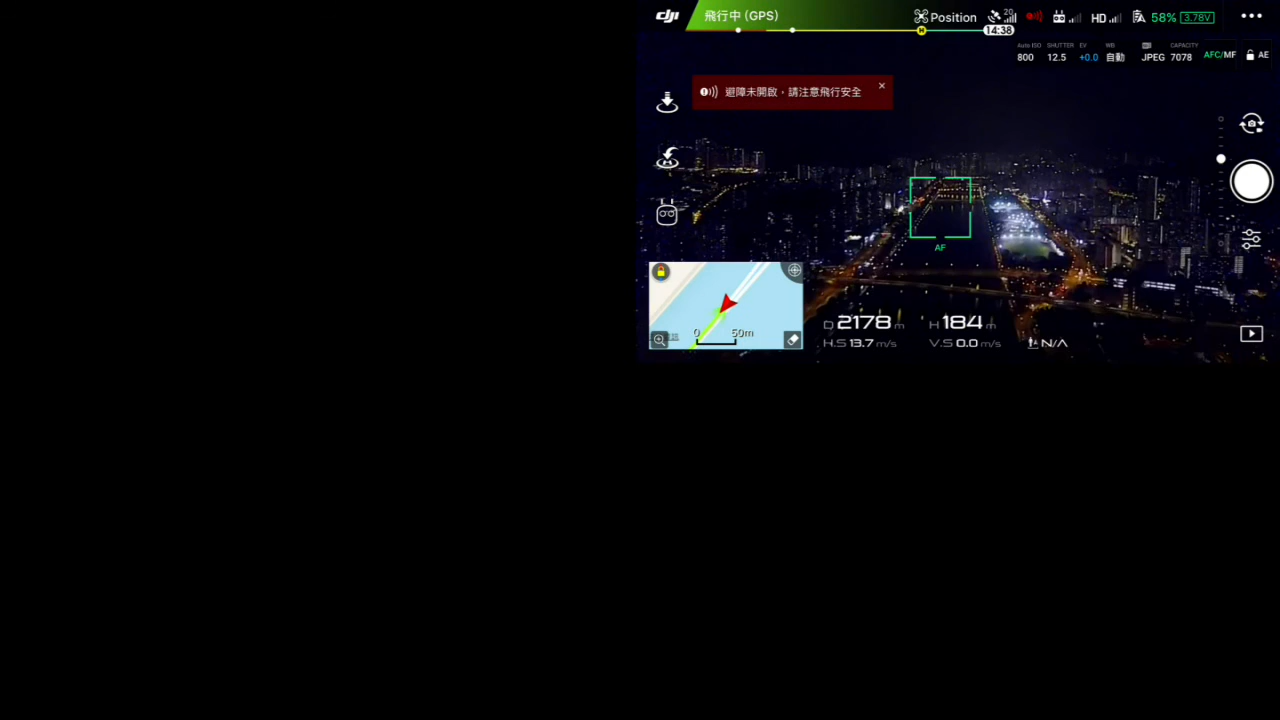 dji 飛行中 (GPS) Position 20 HD 58% 3.78V
H 14:38
Auto ISO SHUTTER EV WB CAPACITY
800 12.5 +0.0 自動 JPEG 7078 AFC/MF AE
避障未開啟，請注意飛行安全 ×
AF
0 50m
D 2178 m H 184 m
H.S 13.7 m/s V.S 0.0 m/s N/A